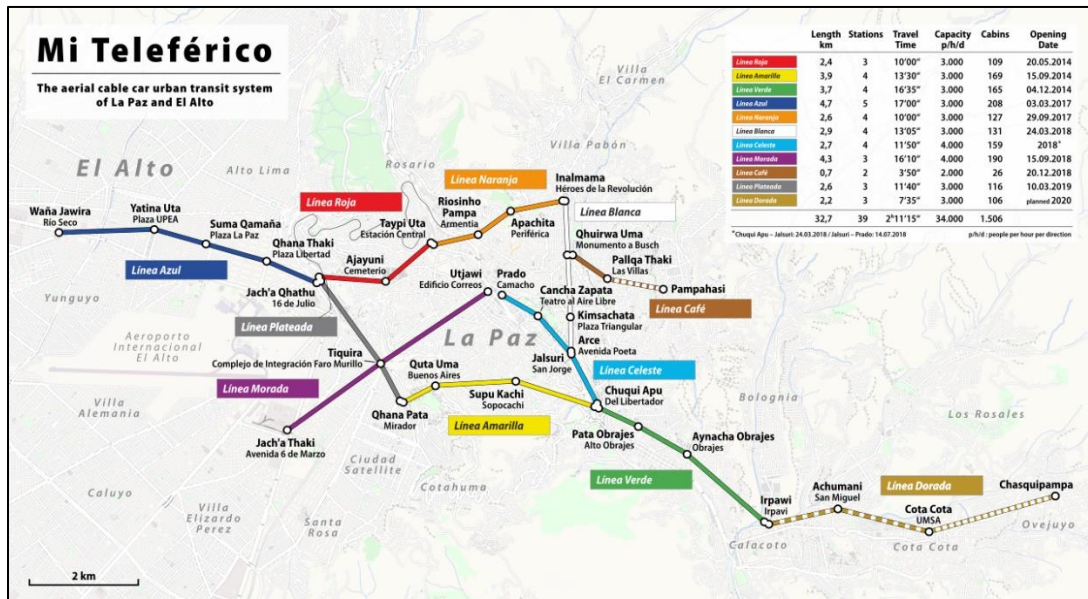 Mi Teleférico
The aerial cable car urban transit system
of La Paz and El Alto
Length
km
Stations
Travel
Time
Capacity
p/h/d
Cabins
Opening
Date
Línea Roja 2,4 3 10'00" 3.000 109 20.05.2014
Línea Amarilla 3,9 4 13'30" 3.000 169 15.09.2014
Línea Verde 3,7 4 16'35" 3.000 165 04.12.2014
Línea Azul 4,7 5 17'00" 3.000 208 03.03.2017
Línea Naranja 2,6 4 10'00" 3.000 127 29.09.2017
Línea Blanca 2,9 4 13'05" 3.000 131 24.03.2018
Línea Celeste 2,7 4 11'50" 4.000 159 2018*
Línea Morada 4,3 3 16'10" 4.000 190 15.09.2018
Línea Café 0,7 2 3'50" 2.000 26 20.12.2018
Línea Plateada 2,6 3 11'40" 3.000 116 10.03.2019
Línea Dorada 2,2 3 7'35" 3.000 106 planned 2020
32,7 39 2h11'15" 34.000 1.506
*Chuqui Apu – Jalsuri: 24.03.2018 / Jalsuri – Prado: 14.07.2018
p/h/d : people per hour per direction
Villa
El Carmen
Villa Pabón
El Alto
Alto Lima
Rosario
Línea Naranja
Inalmama
Héroes de la Revolución
Waña Jawira
Río Seco
Yatina Uta
Plaza UPEA
Suma Qamaña
Plaza La Paz
Qhana Thaki
Plaza Libertad
Línea Roja
Taypi Uta
Estación Central
Riosinho
Pampa
Armentia
Apachita
Periférica
Línea Blanca
Qhuirwa Uma
Monumento a Busch
Pallqa Thaki
Las Villas
Pampahasi
Línea Café
Línea Azul
Jach'a Qhathu
16 de Julio
Ajayuni
Cemeterio
Utjawi
Edificio Correos
Prado
Camacho
Cancha Zapata
Teatro al Aire Libre
Kimsachata
Plaza Triangular
Yunguyo
Línea Plateada
La Paz
Arce
Avenida Poeta
Aeropuerto
Internacional
El Alto
Tiquira
Complejo de Integración Faro Murillo
Quta Uma
Buenos Aires
Jalsuri
San Jorge
Línea Celeste
Línea Morada
Supu Kachi
Sopocachi
Chuqui Apu
Del Libertador
Villa
Alemania
Qhana Pata
Mirador
Línea Amarilla
Bolognia
Los Rosales
Jach'a Thaki
Avenida 6 de Marzo
Pata Obrajes
Alto Obrajes
Aynacha Obrajes
Obrajes
Ciudad
Satellite
Cotahuma
Línea Verde
Caluyo
Villa
Elizardo
Perez
Santa
Rosa
Irpawi
Irpavi
Achumani
San Miguel
Línea Dorada
Cota Cota
UMSA
Chasquipampa
Ovejuyo
Calacoto
Cota Cota
2 km